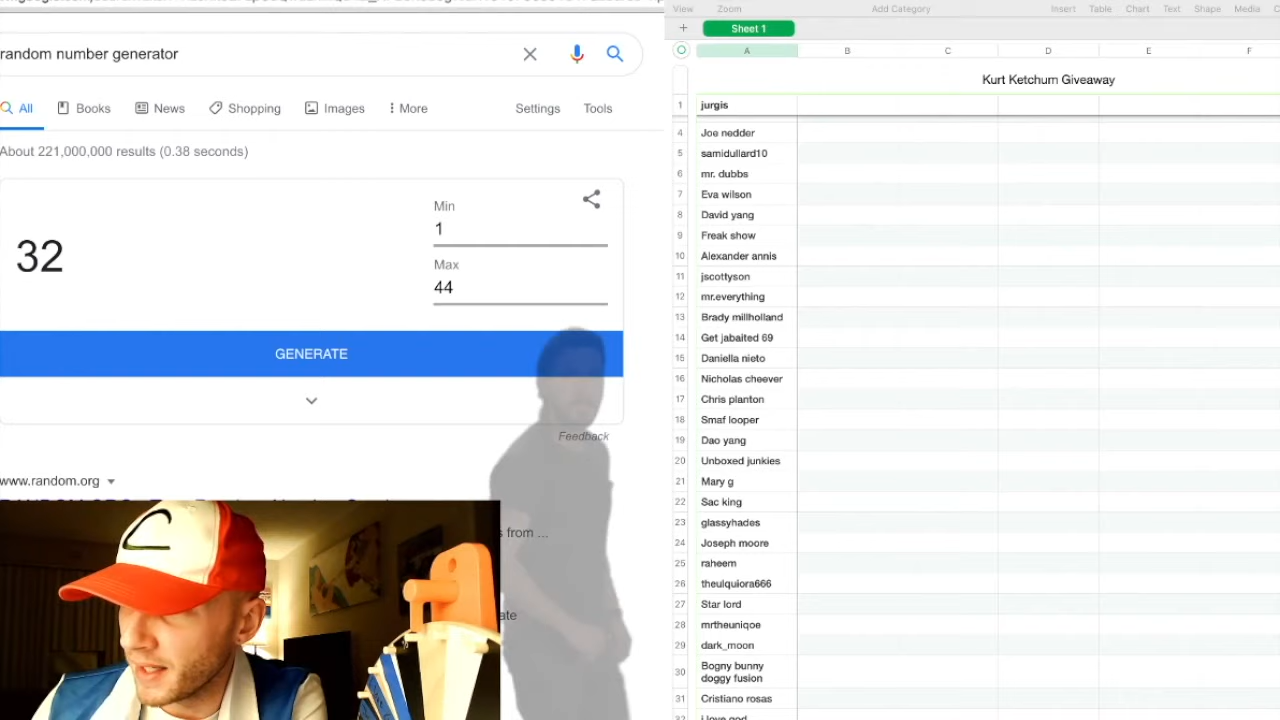 random number generator
All
Books
News
Shopping
Images
More
Settings
Tools
About 221,000,000 results (0.38 seconds)
32
Min
1
Max
44
GENERATE
Feedback
www.random.org
s from ...
ate
View
Zoom
Add Category
Insert
Table
Chart
Text
Shape
Media
+
Sheet 1
A
B
C
D
E
F
Kurt Ketchum Giveaway
1 jurgis
4 Joe nedder
5 samidullard10
6 mr. dubbs
7 Eva wilson
8 David yang
9 Freak show
10 Alexander annis
11 jscottyson
12 mr.everything
13 Brady millholland
14 Get jabaited 69
15 Daniella nieto
16 Nicholas cheever
17 Chris planton
18 Smaf looper
19 Dao yang
20 Unboxed junkies
21 Mary g
22 Sac king
23 glassyhades
24 Joseph moore
25 raheem
26 theulquiora666
27 Star lord
28 mrtheuniqoe
29 dark_moon
30 Bogny bunny
doggy fusion
31 Cristiano rosas
32 i love god